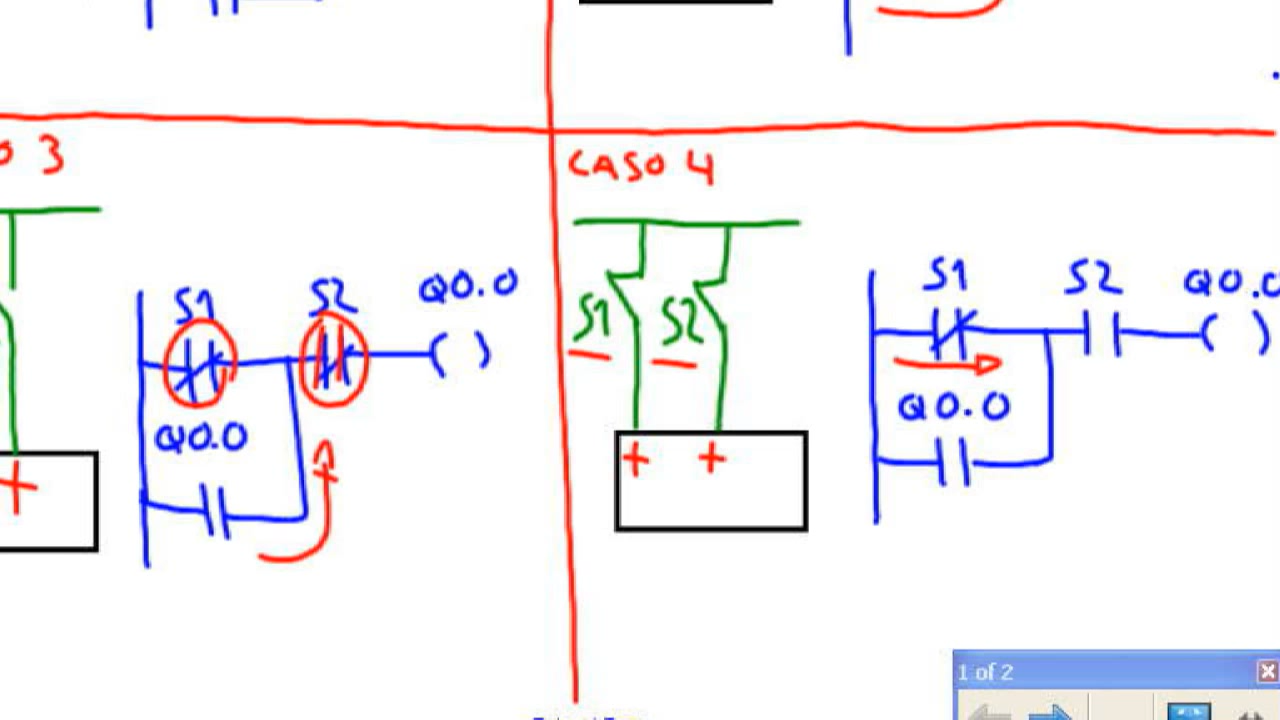 O 3
S1 S2 Q0.0
Q0.0
+
CASO 4
S1 S2
+ +
S1 S2 Q0.0
Q0.0
1 of 2